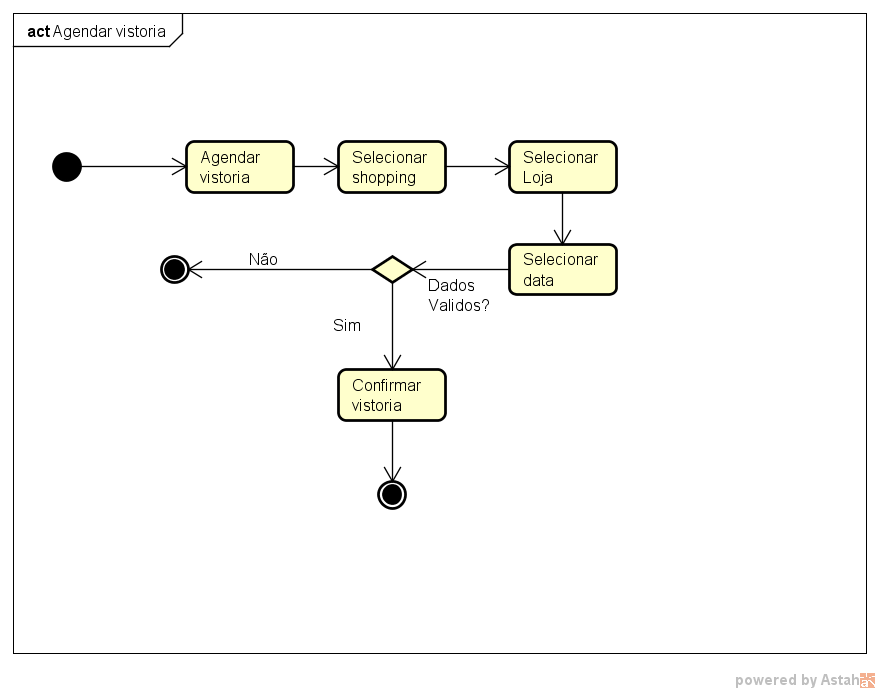 act Agendar vistoria
Agendar
vistoria
Selecionar
shopping
Selecionar
Loja
Selecionar
data
Dados
Validos?
Não
Sim
Confirmar
vistoria
powered by Astah